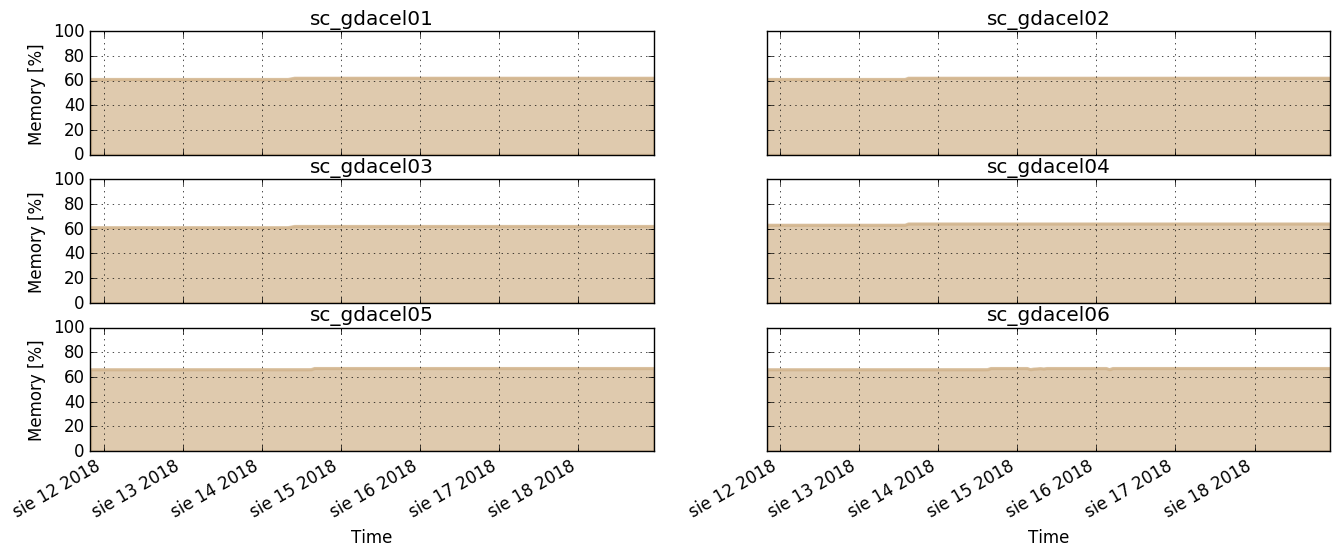 sc_gdacel01
Memory [%]
100
80
60
40
20
0
sc_gdacel02
sc_gdacel03
Memory [%]
100
80
60
40
20
0
sc_gdacel04
sc_gdacel05
Memory [%]
100
80
60
40
20
0
sie 12 2018
sie 13 2018
sie 14 2018
sie 15 2018
sie 16 2018
sie 17 2018
sie 18 2018
Time
sc_gdacel06
sie 12 2018
sie 13 2018
sie 14 2018
sie 15 2018
sie 16 2018
sie 17 2018
sie 18 2018
Time